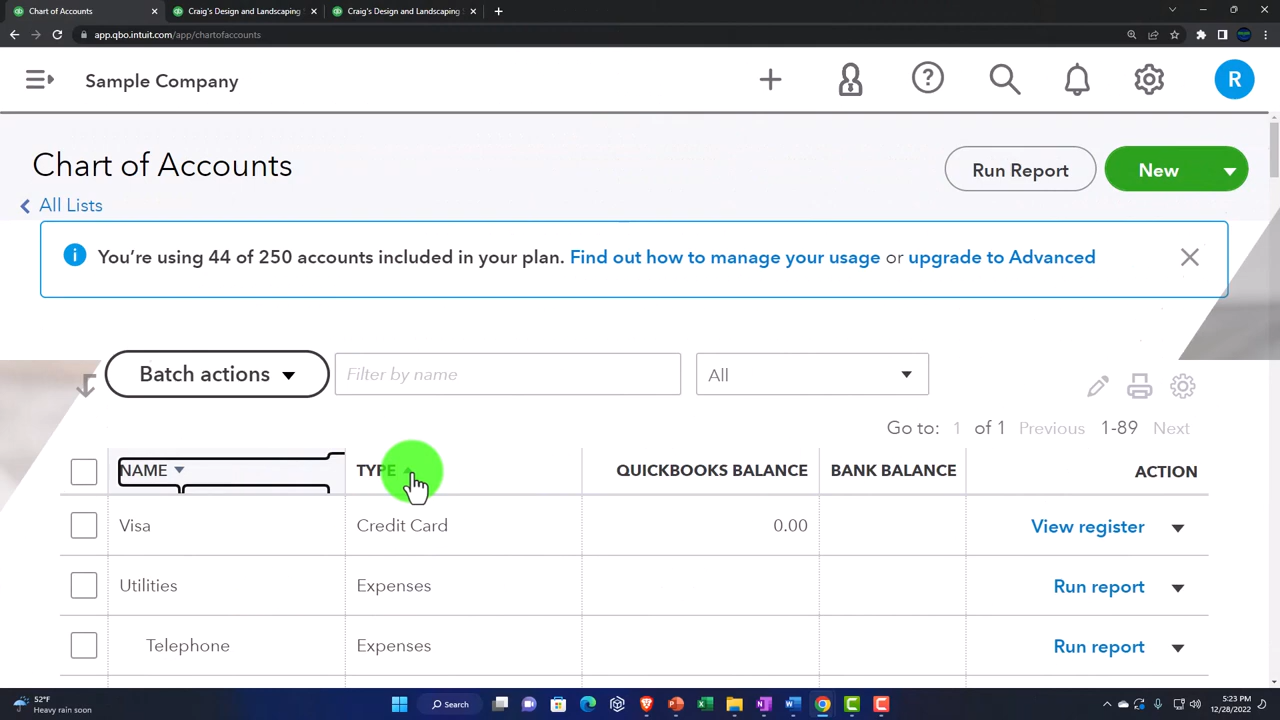 Chart of Accounts
Craig's Design and Landscaping
Craig's Design and Landscaping
app.qbo.intuit.com/app/chartofaccounts
Sample Company
R
Chart of Accounts
Run Report
New
All Lists
You're using 44 of 250 accounts included in your plan. Find out how to manage your usage or upgrade to Advanced
Batch actions
Filter by name
All
Go to: 1 of 1 Previous 1-89 Next
NAME TYPE QUICKBOOKS BALANCE BANK BALANCE ACTION
Visa Credit Card 0.00 View register
Utilities Expenses Run report
Telephone Expenses Run report
52°F
Heavy rain soon
Search
5:23 PM
12/28/2022